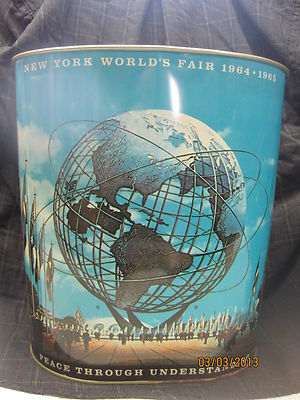 NEW YORK WORLD'S FAIR 1964 • 1965
PEACE THROUGH UNDERSTAN
03/03/2013